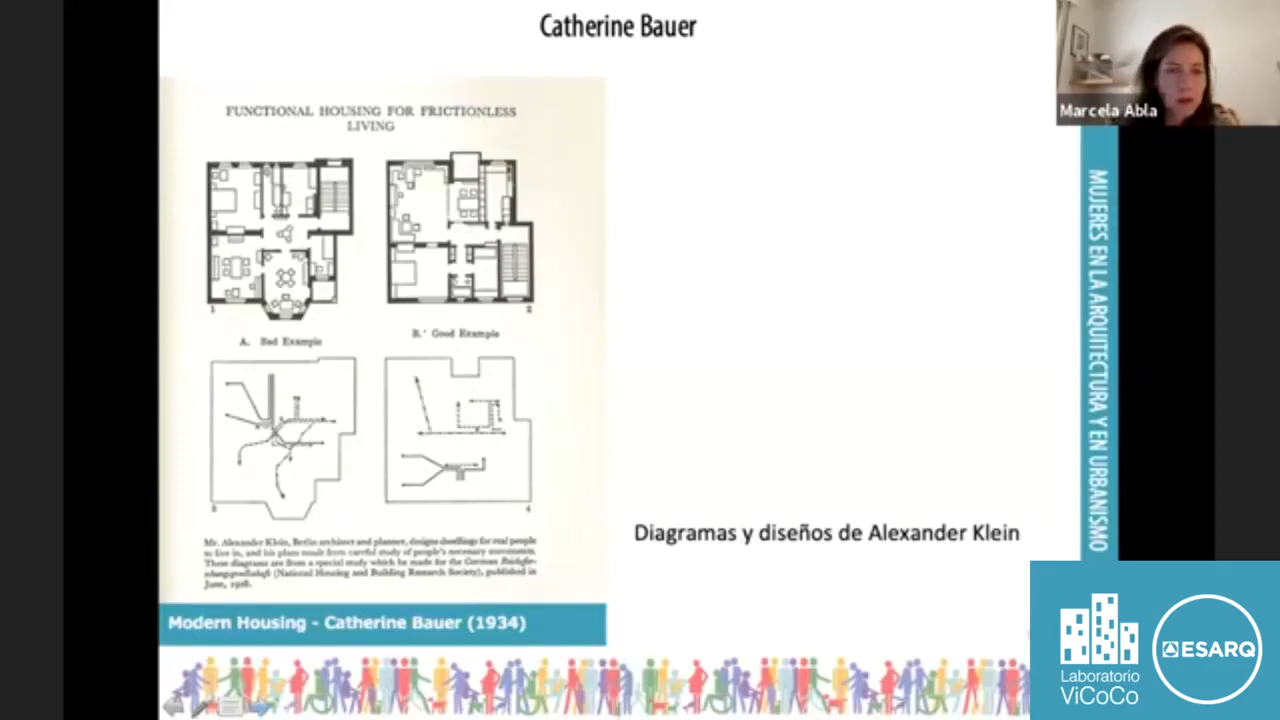 Catherine Bauer
Marcela Abla
FUNCTIONAL HOUSING FOR FRICTIONLESS
LIVING
1
2
A. Bad Example
B. Good Example
3
4
Mr. Alexander Klein, Berlin architect and planner, designs dwellings for real people
to live in, and his plans result from careful study of people's necessary movements.
These diagrams are from a special study which he made for the German
(National Housing and Building Research Society), published in
June, 1928.
Modern Housing - Catherine Bauer (1934)
Diagramas y diseños de Alexander Klein
MUJERES EN LA ARQUITECTURA Y EN URBANISMO
Laboratorio
ViCoCo
ESARQ